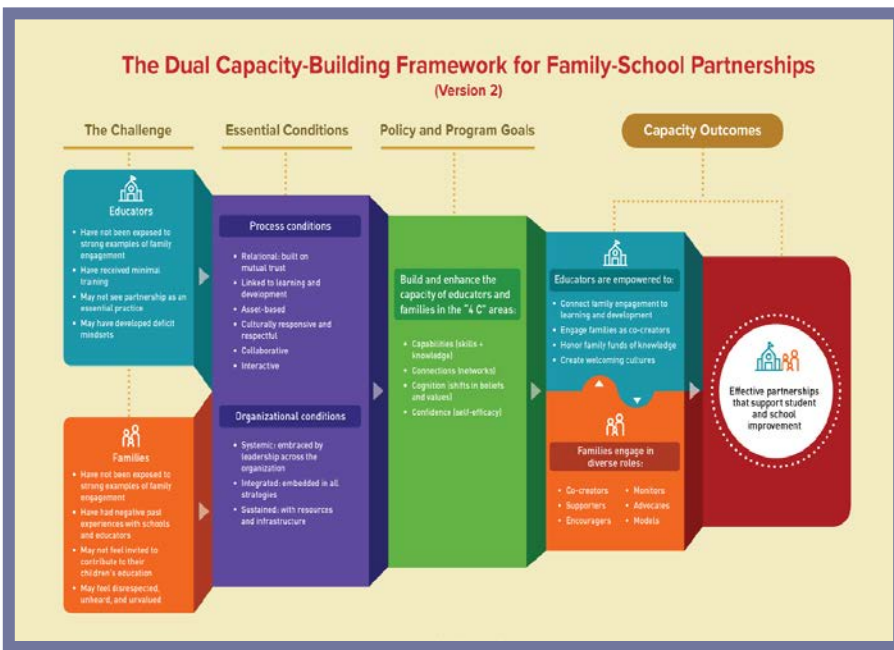 The Dual Capacity-Building Framework for Family-School Partnerships
(Version 2)
The Challenge
Essential Conditions
Policy and Program Goals
Capacity Outcomes
Educators
• Have not been exposed to
strong examples of family
engagement
• Have received minimal
training
• May not see partnership as an
essential practice
• May have developed deficit
mindsets
Families
• Have not been exposed to
strong examples of family
engagement
• Have had negative past
experiences with schools
and educators
• May not feel invited to
contribute to their
children's education
• May feel disrespected,
unheard, and unvalued
Process conditions
• Relational: built on
mutual trust
• Linked to learning and
development
• Asset-based
• Culturally responsive and
respectful
• Collaborative
• Interactive
Organizational conditions
• Systemic: embraced by
leadership across the
organization
• Integrated: embedded in all
strategies
• Sustained: with resources
and infrastructure
Build and enhance the
capacity of educators and
families in the "4 C" areas:
• Capabilities (skills +
knowledge)
• Connections (networks)
• Cognition (shifts in beliefs
and values)
• Confidence (self-efficacy)
Educators are empowered to:
• Connect family engagement to
learning and development
• Engage families as co-creators
• Honor family funds of knowledge
• Create welcoming cultures
Families engage in
diverse roles:
• Co-creators
• Supporters
• Encouragers
• Monitors
• Advocates
• Models
Effective partnerships
that support student
and school
improvement